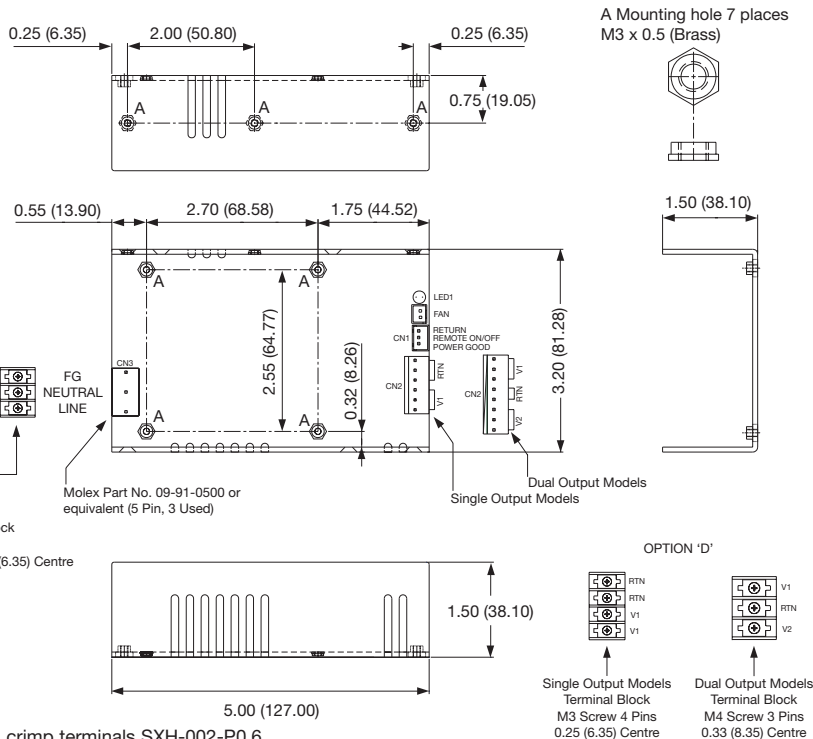 A Mounting hole 7 places
M3 x 0.5 (Brass)
0.25 (6.35)
2.00 (50.80)
0.25 (6.35)
0.75 (19.05)
A
A
A
0.55 (13.90)
2.70 (68.58)
1.75 (44.52)
1.50 (38.10)
A
A
A
A
2.55 (64.77)
0.32 (8.26)
3.20 (81.28)
LED1
FAN
CN1
RETURN
REMOTE ON/OFF
POWER GOOD
CN2
RTN
V1
CN2
V1
RTN
V2
CN3
FG
NEUTRAL
LINE
Molex Part No. 09-91-0500 or
equivalent (5 Pin, 3 Used)
Single Output Models
Dual Output Models
ock
(6.35) Centre
1.50 (38.10)
5.00 (127.00)
OPTION ‘D’
RTN
RTN
V1
V1
V1
RTN
V2
Single Output Models
Terminal Block
M3 Screw 4 Pins
0.25 (6.35) Centre
Dual Output Models
Terminal Block
M4 Screw 3 Pins
0.33 (8.35) Centre
crimp terminals SXH-002-P0.6